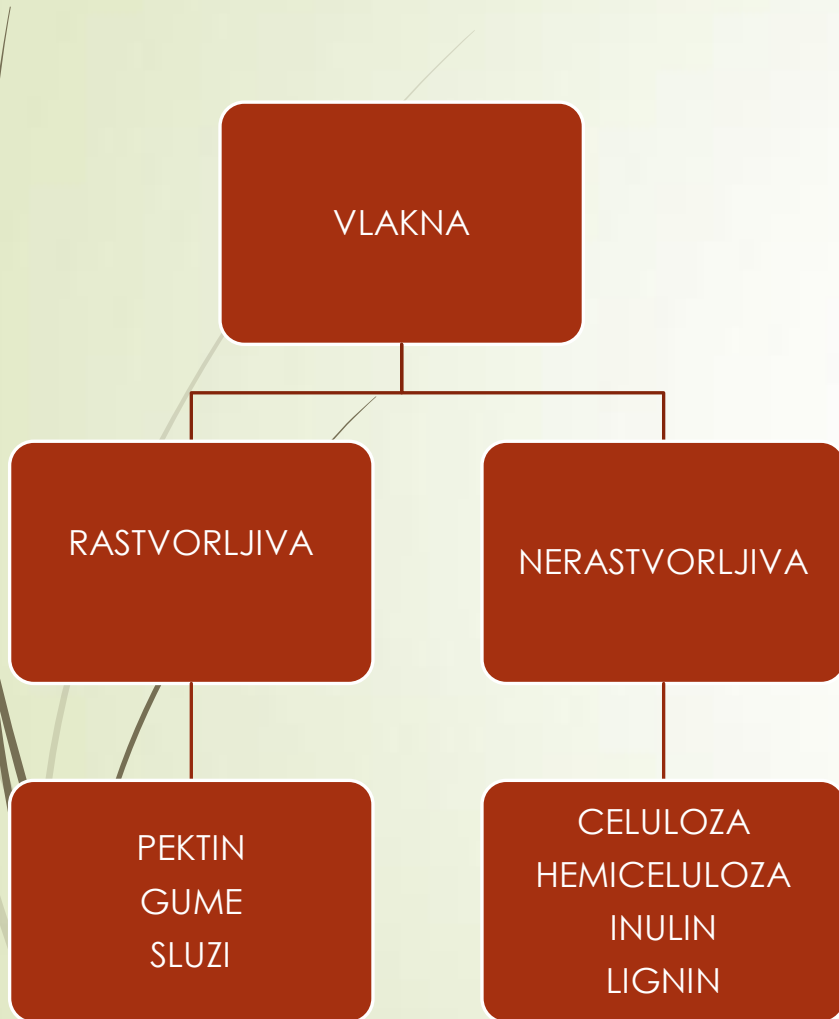 VLAKNA
RASTVORLJIVA
NERASTVORLJIVA
PEKTIN
GUME
SLUZI
CELULOZA
HEMICELULOZA
INULIN
LIGNIN